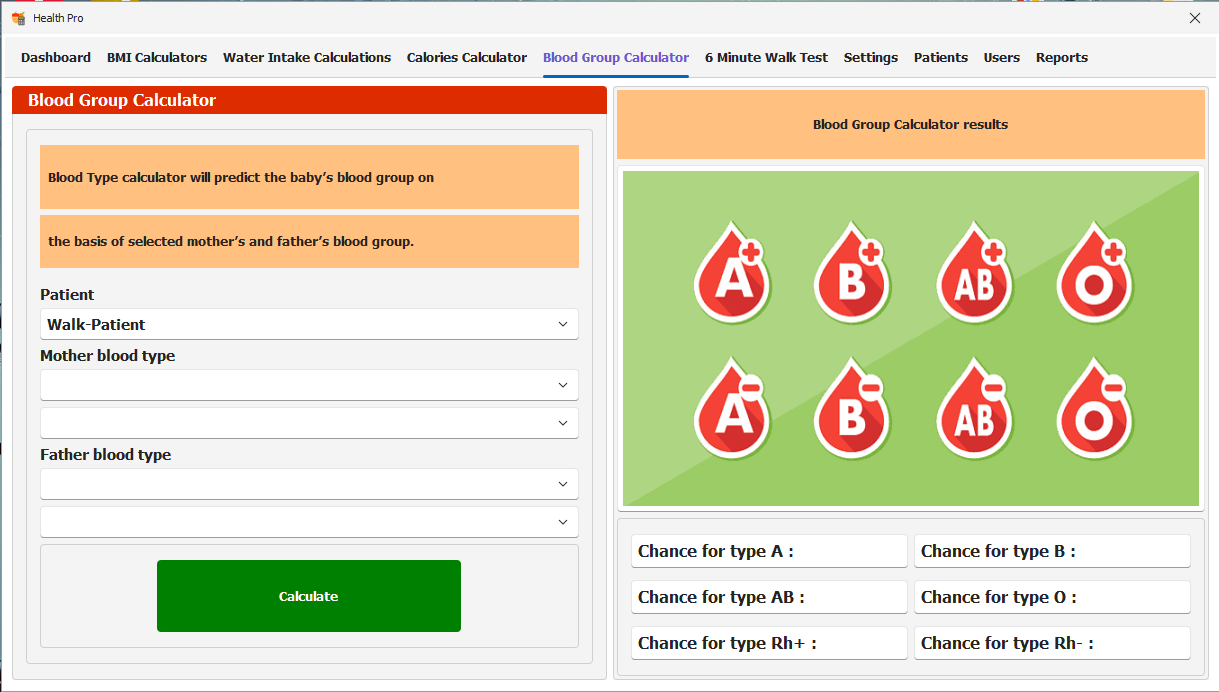 Health Pro
Dashboard BMI Calculators Water Intake Calculations Calories Calculator Blood Group Calculator 6 Minute Walk Test Settings Patients Users Reports
Blood Group Calculator
Blood Type calculator will predict the baby’s blood group on
the basis of selected mother’s and father’s blood group.
Patient
Walk-Patient
Mother blood type
Father blood type
Calculate
Blood Group Calculator results
A+ B+ AB+ O+
A- B- AB- O-
Chance for type A : Chance for type B :
Chance for type AB : Chance for type O :
Chance for type Rh+ : Chance for type Rh- :